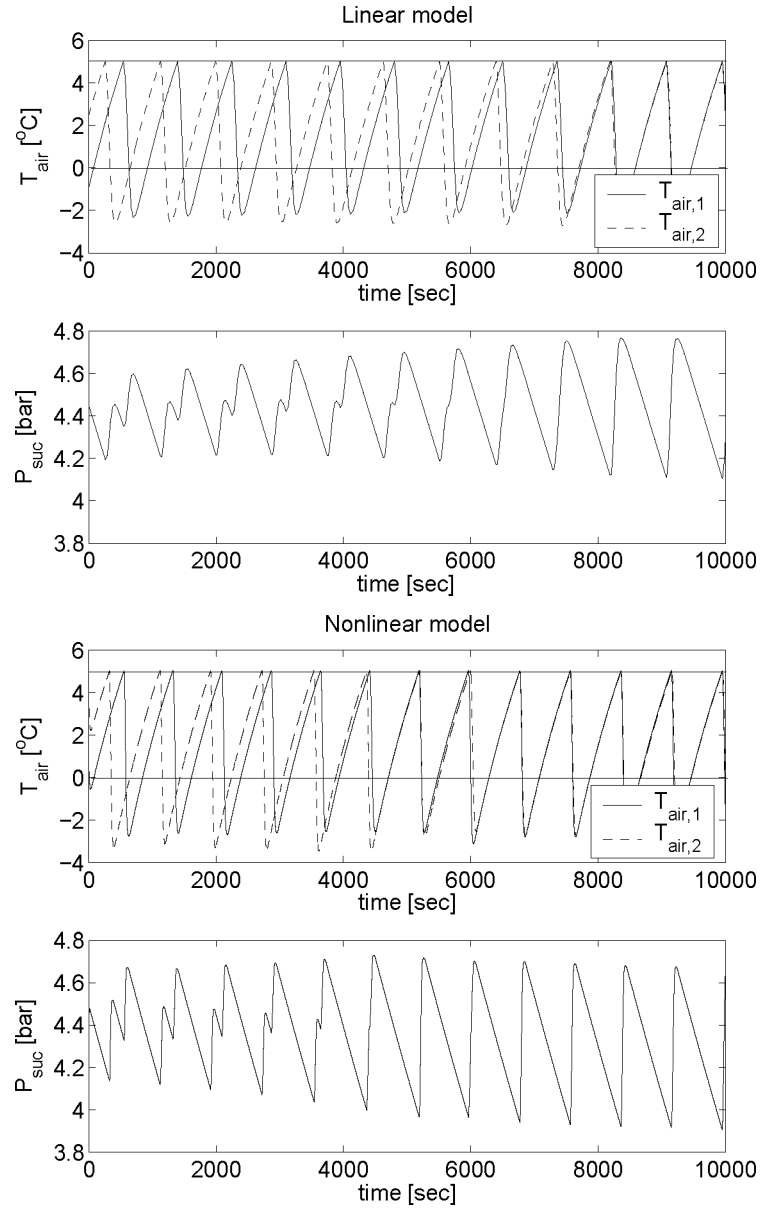 Linear model
6
4
2
0
−2
−4
T_air [°C]
T_air,1
T_air,2
0 2000 4000 6000 8000 10000
time [sec]
4.8
4.6
4.4
4.2
4
3.8
P_suc [bar]
0 2000 4000 6000 8000 10000
time [sec]
Nonlinear model
6
4
2
0
−2
−4
T_air [°C]
T_air,1
T_air,2
0 2000 4000 6000 8000 10000
time [sec]
4.8
4.6
4.4
4.2
4
3.8
P_suc [bar]
0 2000 4000 6000 8000 10000
time [sec]